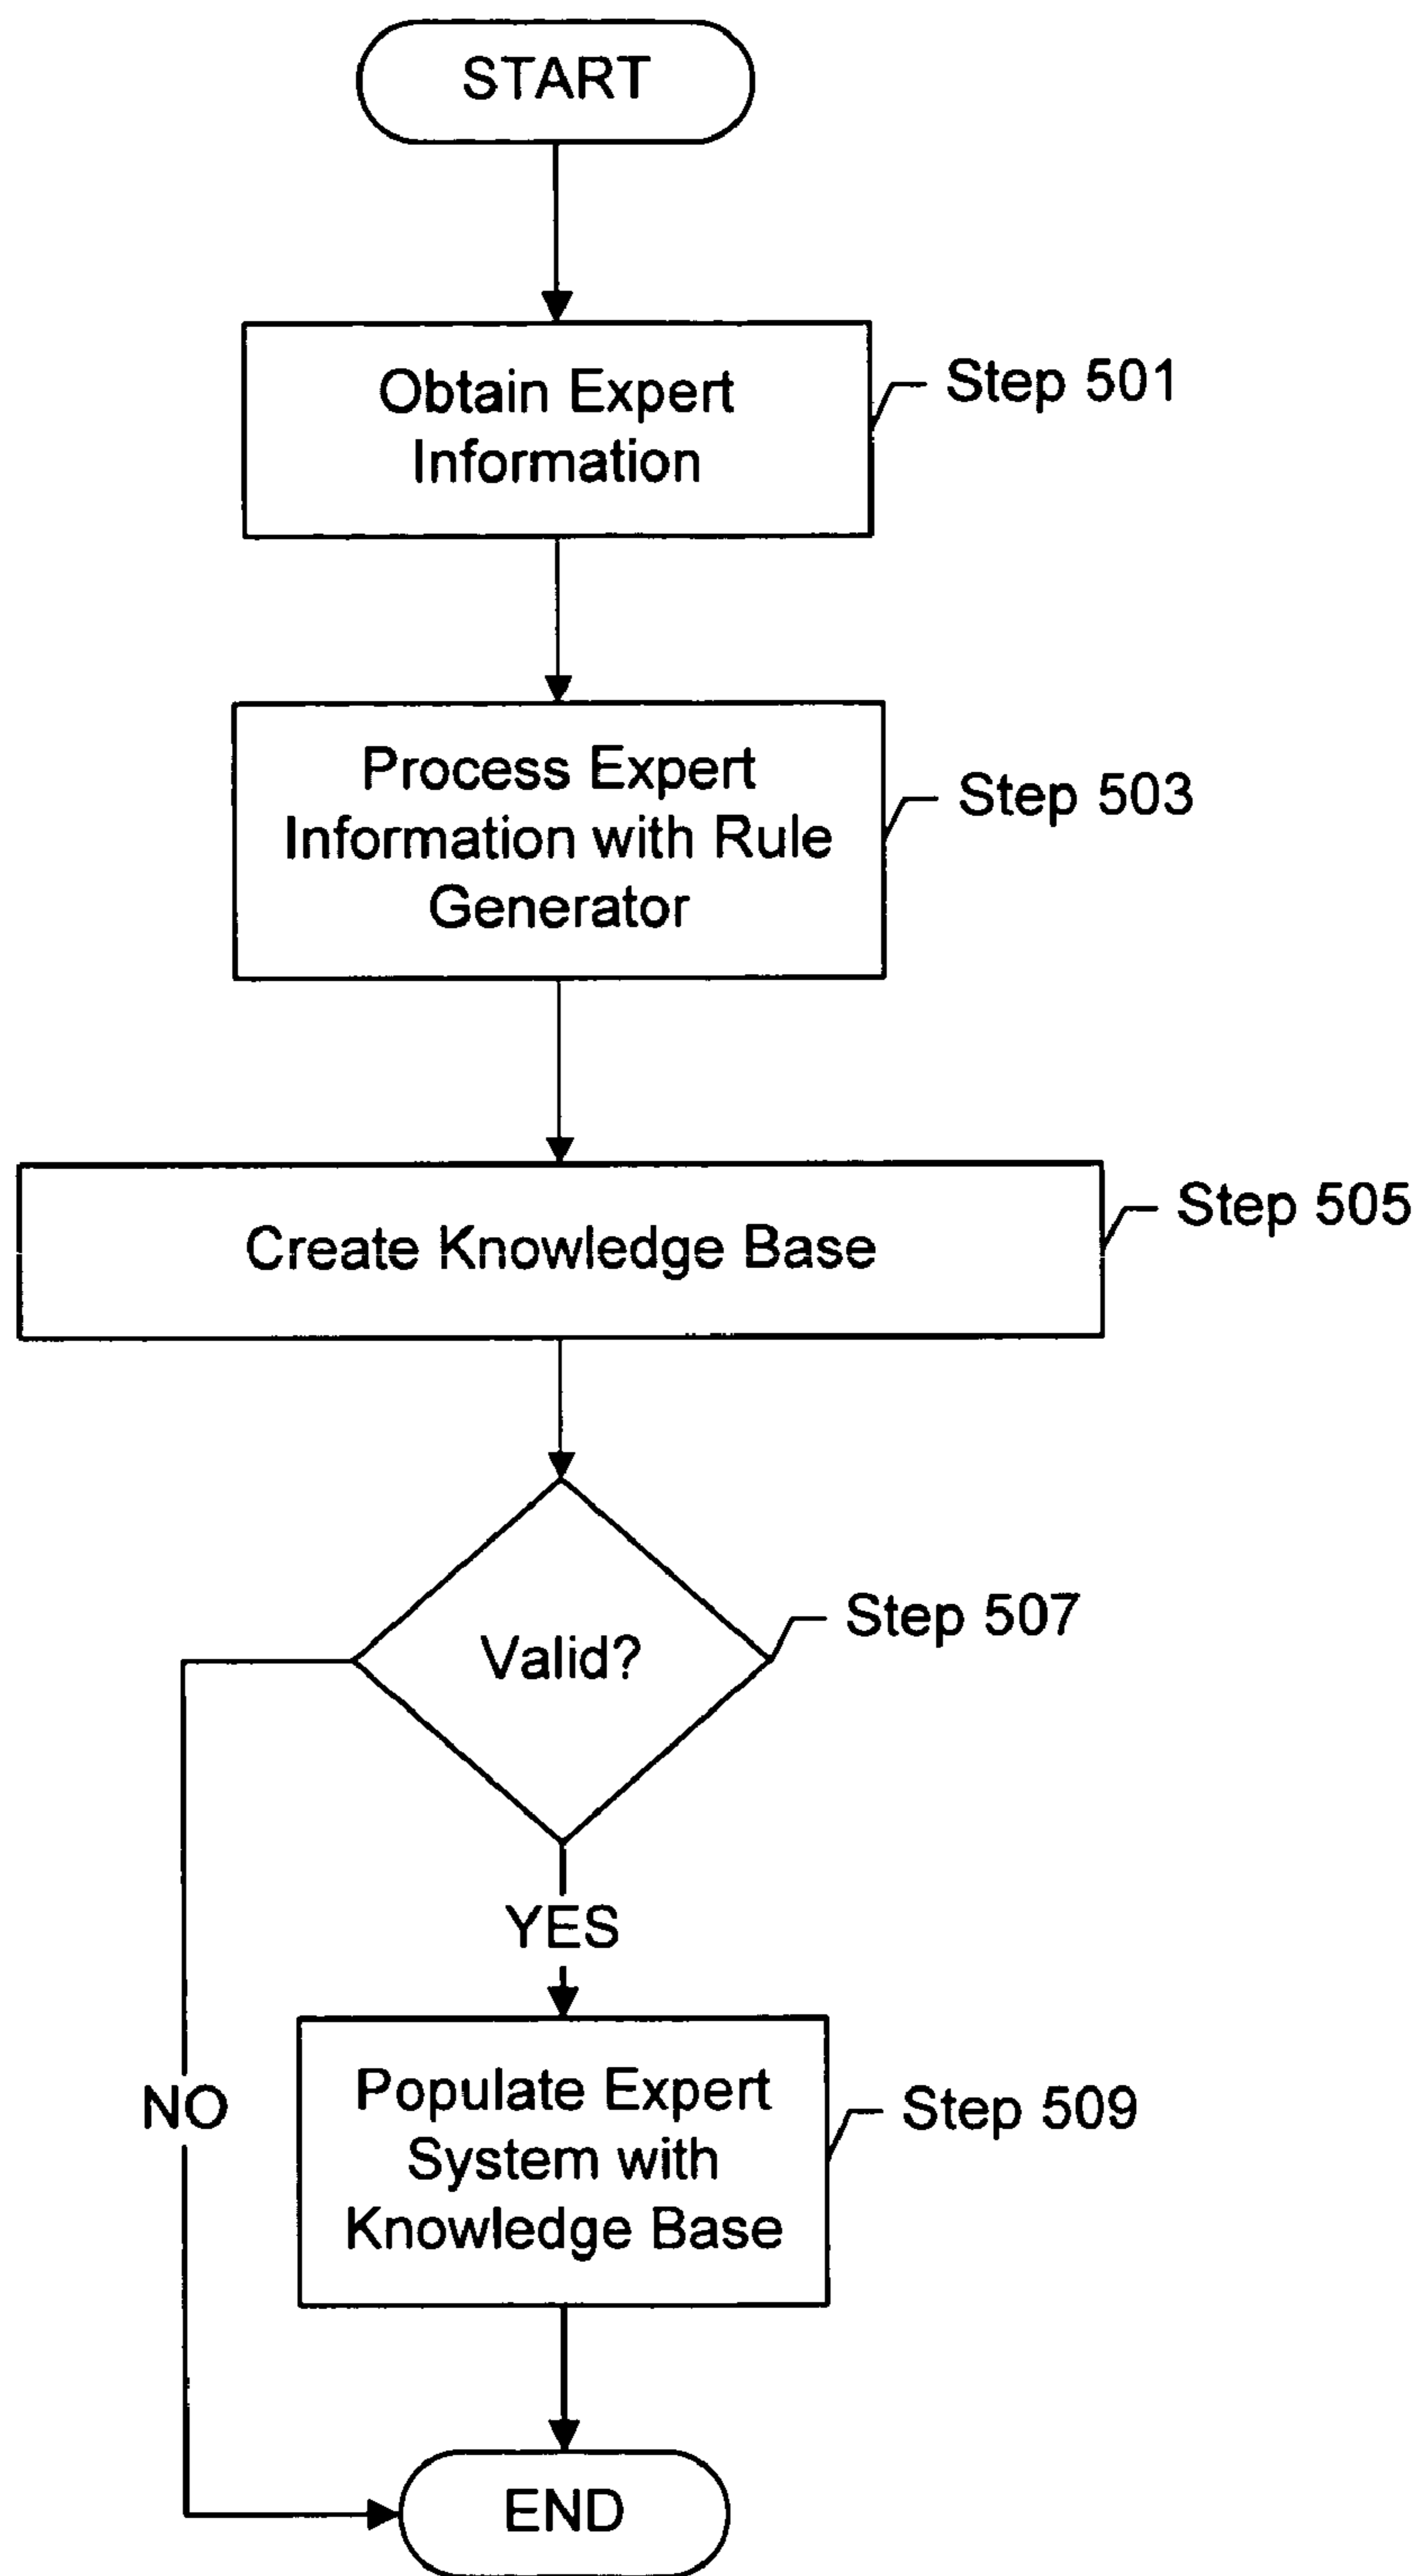 START
Obtain Expert
Information
Step 501
Process Expert
Information with Rule
Generator
Step 503
Create Knowledge Base
Step 505
Valid?
Step 507
YES
NO
Populate Expert
System with
Knowledge Base
Step 509
END